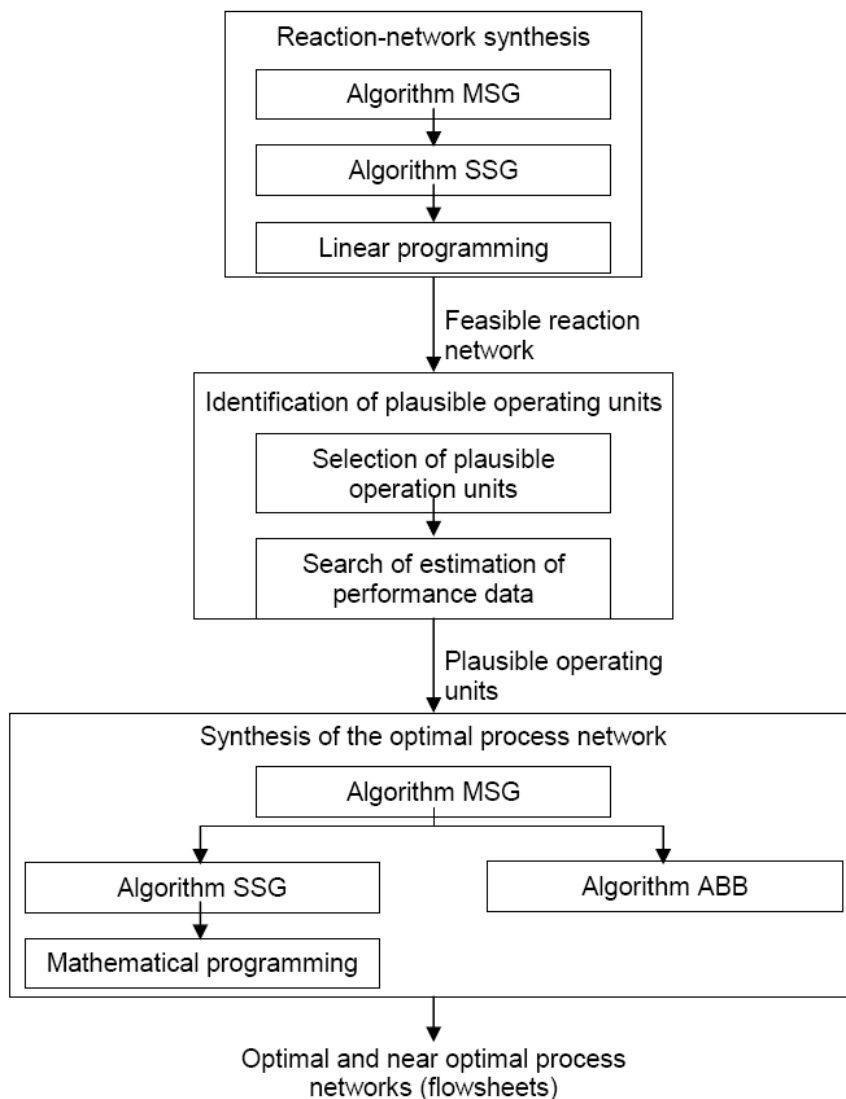 Reaction-network synthesis
Algorithm MSG
Algorithm SSG
Linear programming
Feasible reaction
network
Identification of plausible operating units
Selection of plausible
operation units
Search of estimation of
performance data
Plausible operating
units
Synthesis of the optimal process network
Algorithm MSG
Algorithm SSG
Algorithm ABB
Mathematical programming
Optimal and near optimal process
networks (flowsheets)